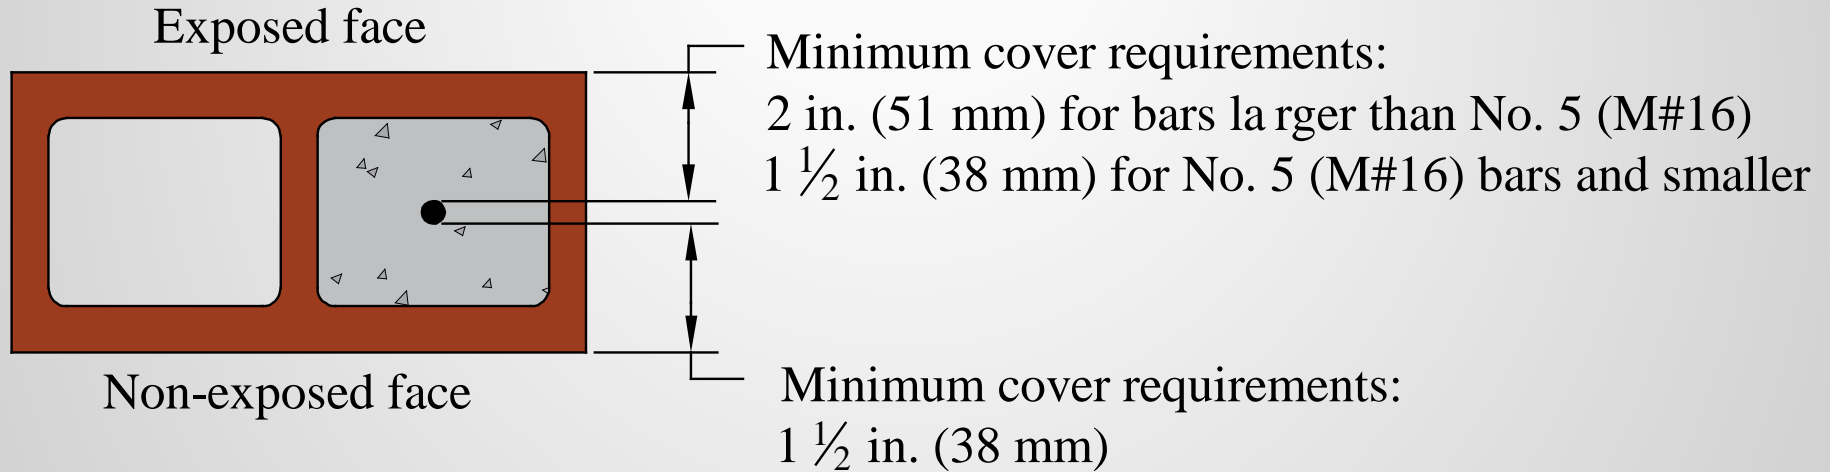 Exposed face
Minimum cover requirements:
2 in. (51 mm) for bars la rger than No. 5 (M#16)
1 ½ in. (38 mm) for No. 5 (M#16) bars and smaller
Non-exposed face
Minimum cover requirements:
1 ½ in. (38 mm)